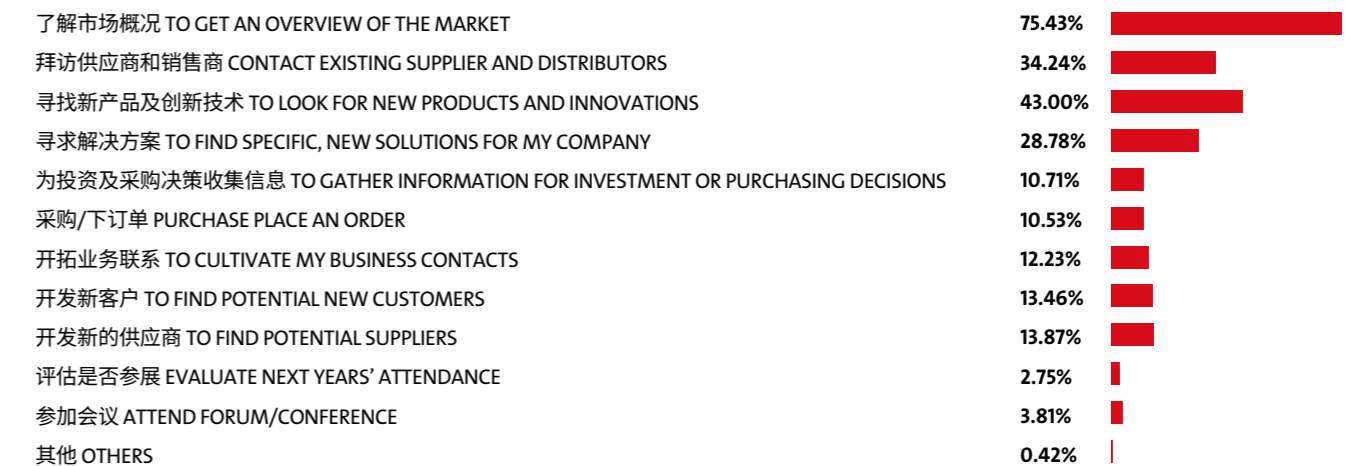 了解市场概况 TO GET AN OVERVIEW OF THE MARKET 75.43%
拜访供应商和销售商 CONTACT EXISTING SUPPLIER AND DISTRIBUTORS 34.24%
寻找新产品及创新技术 TO LOOK FOR NEW PRODUCTS AND INNOVATIONS 43.00%
寻求解决方案 TO FIND SPECIFIC, NEW SOLUTIONS FOR MY COMPANY 28.78%
为投资及采购决策收集信息 TO GATHER INFORMATION FOR INVESTMENT OR PURCHASING DECISIONS 10.71%
采购/下订单 PURCHASE PLACE AN ORDER 10.53%
开拓业务联系 TO CULTIVATE MY BUSINESS CONTACTS 12.23%
开发新客户 TO FIND POTENTIAL NEW CUSTOMERS 13.46%
开发新的供应商 TO FIND POTENTIAL SUPPLIERS 13.87%
评估是否参展 EVALUATE NEXT YEARS’ ATTENDANCE 2.75%
参加会议 ATTEND FORUM/CONFERENCE 3.81%
其他 OTHERS 0.42%